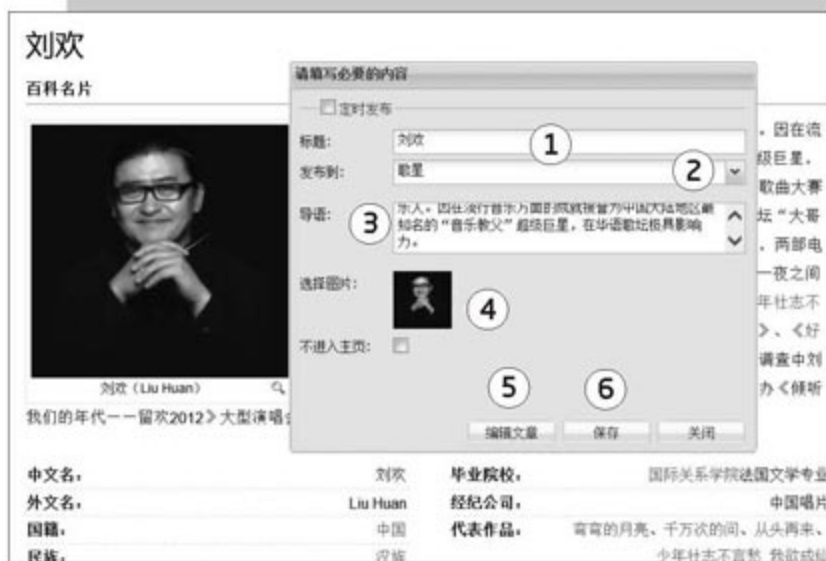 刘欢
百科名片
请填写必要的内容
定时发布
标题: 刘欢 ①
发布到: 歌星 ②
导语: ③
乐人。因在流行音乐方面的成就被誉为中国大陆地区最
知名的“音乐教父”超级巨星，在华语歌坛极具影响
力。
选择图片: ④
不进入主页:
⑤ ⑥
编辑文章 保存 关闭
，因在流
级巨星，
歌曲大赛
坛“大哥
，两部电
一夜之间
年壮志不
》、《好
调查中刘
办《倾听
刘欢（Liu Huan）
我们的年代——留欢2012》大型演唱会
中文名： 刘欢
外文名： Liu Huan
国籍： 中国
民族： 汉族
毕业院校： 国际关系学院法国文学专业
经纪公司： 中国唱片
代表作品： 弯弯的月亮、千万次的问、从头再来、
少年壮志不言愁 我欲成仙